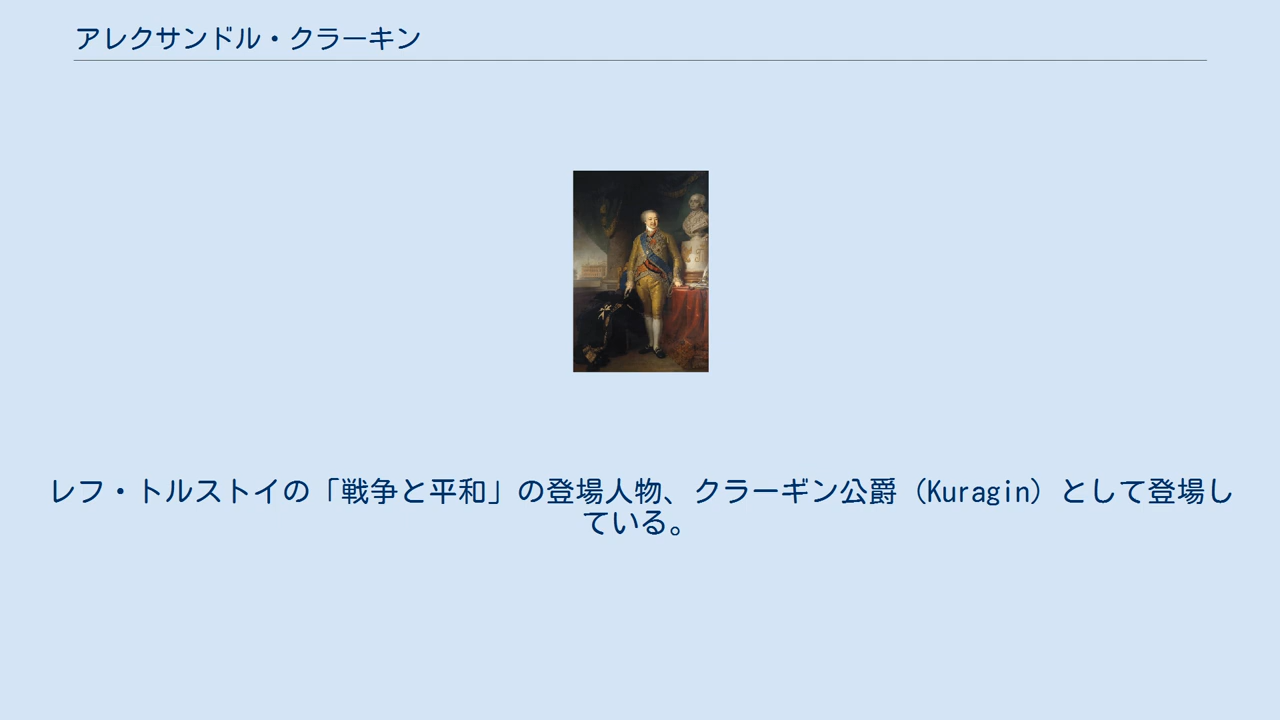 アレクサンドル・クラーキン
レフ・トルストイの「戦争と平和」の登場人物、クラーギン公爵（Kuragin）として登場し
ている。